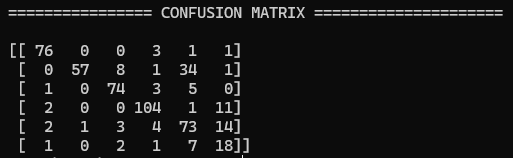 ================ CONFUSION MATRIX =====================
[[ 76 0 0 3 1 1]
[ 0 57 8 1 34 1]
[ 1 0 74 3 5 0]
[ 2 0 0 104 1 11]
[ 2 1 3 4 73 14]
[ 1 0 2 1 7 18]]